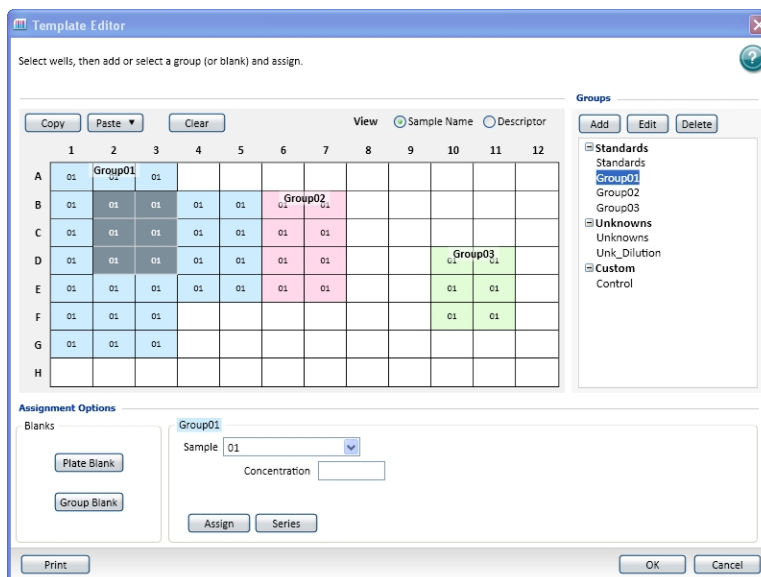 Template Editor
Select wells, then add or select a group (or blank) and assign.
Groups
Copy Paste Clear View Sample Name Descriptor Add Edit Delete
1 2 3 4 5 6 7 8 9 10 11 12
Standards
Standards
Group01
Group02
Group03
Unknowns
Unknowns
Unk_Dilution
Custom
Control
A 01 Group01 01 01
B 01 01 01 01 01 Group02 01 01
C 01 01 01 01 01 01 01
D 01 01 01 01 01 01 01 Group03 01 01
E 01 01 01 01 01 01 01 01 01
F 01 01 01 01 01
G 01 01 01
H
Assignment Options
Blanks
Plate Blank
Group Blank
Group01
Sample 01
Concentration
Assign Series
Print OK Cancel